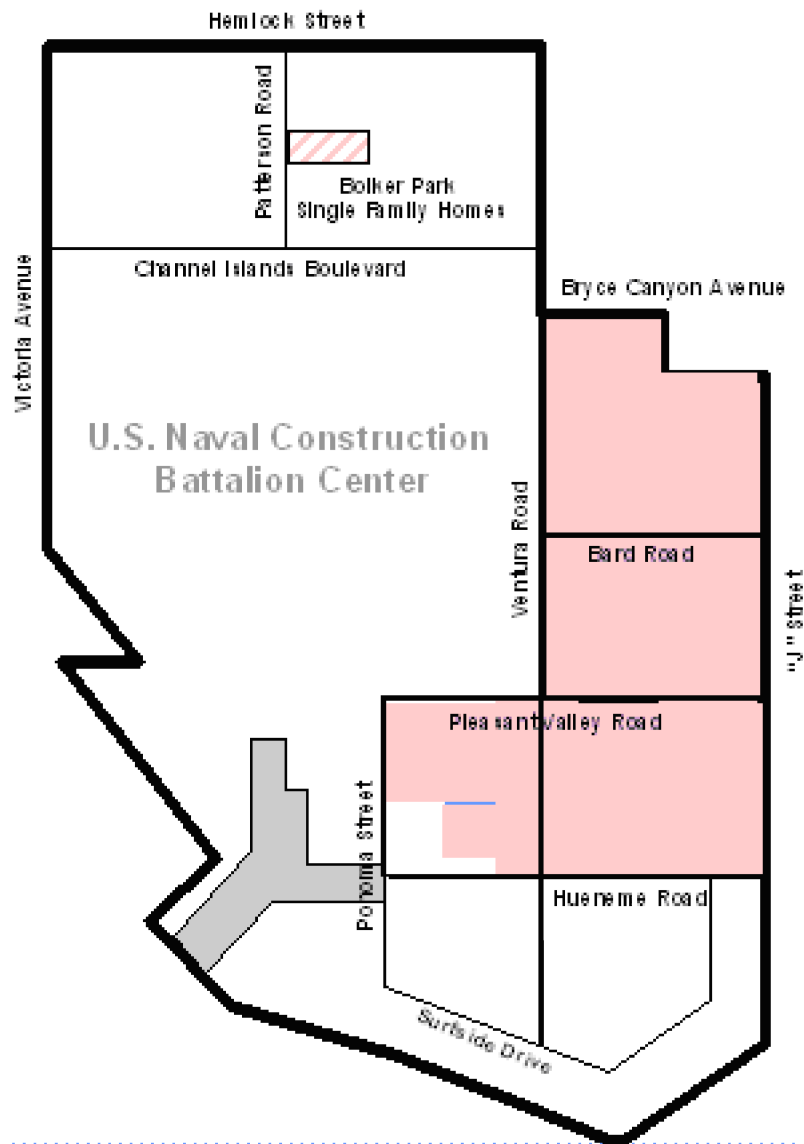 Hemlock Street
Patterson Road
Bolker Park
Single Family Homes
Channel Islands Boulevard
Victoria Avenue
Bryce Canyon Avenue
U.S. Naval Construction
Battalion Center
Ventura Road
Bard Road
"J" Street
Pleasant Valley Road
Ponoma Street
Hueneme Road
Surfside Drive